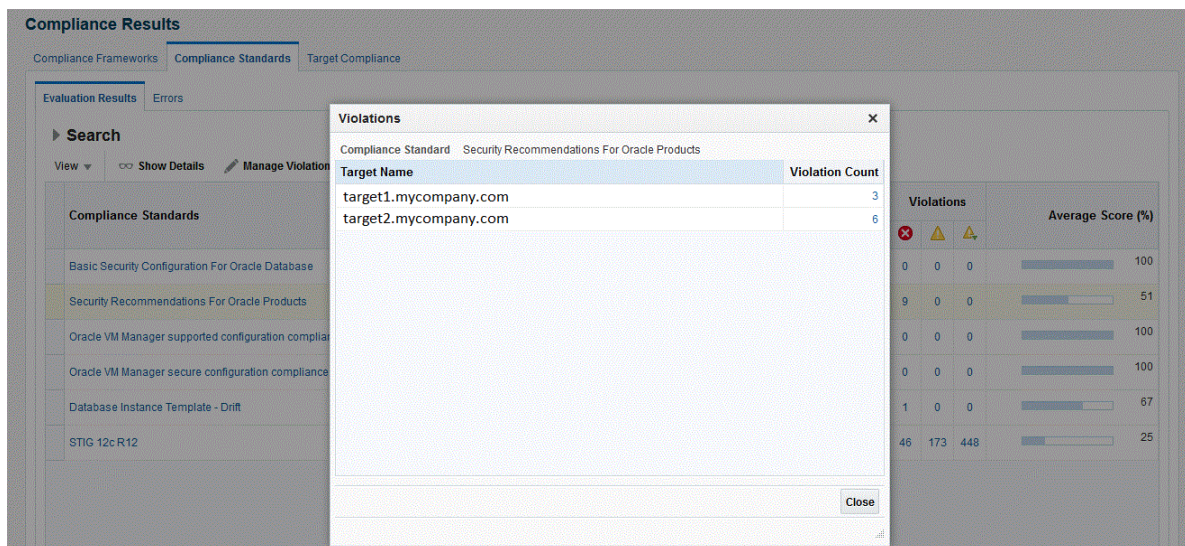 Compliance Results
Compliance Frameworks Compliance Standards Target Compliance
Evaluation Results Errors
Search
View Show Details Manage Violation
Violations
Compliance Standard Security Recommendations For Oracle Products
Target Name Violation Count
target1.mycompany.com 3
target2.mycompany.com 6
Close
Compliance Standards Violations Average Score (%)
Basic Security Configuration For Oracle Database 0 0 0 100
Security Recommendations For Oracle Products 9 0 0 51
Oracle VM Manager supported configuration complian 0 0 0 100
Oracle VM Manager secure configuration compliance 0 0 0 100
Database Instance Template - Drift 1 0 0 67
STIG 12c R12 46 173 448 25